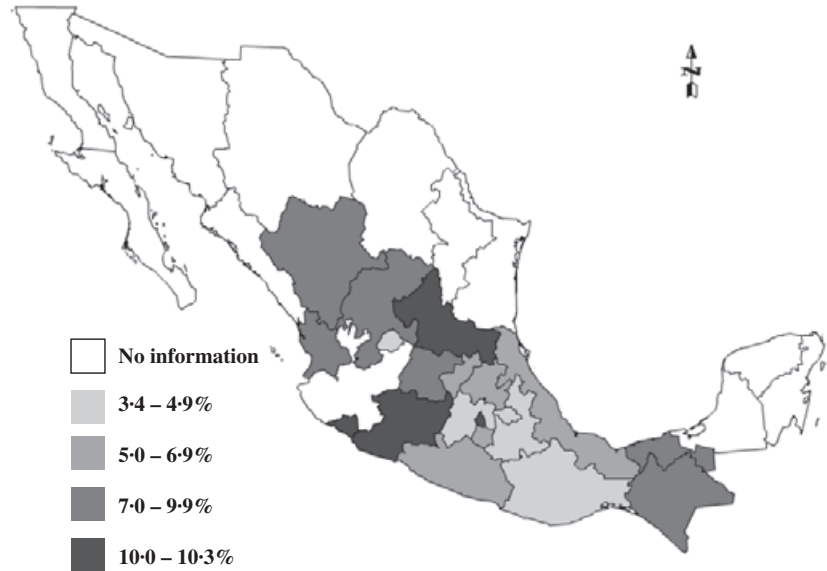 N
No information
3·4 – 4·9%
5·0 – 6·9%
7·0 – 9·9%
10·0 – 10·3%